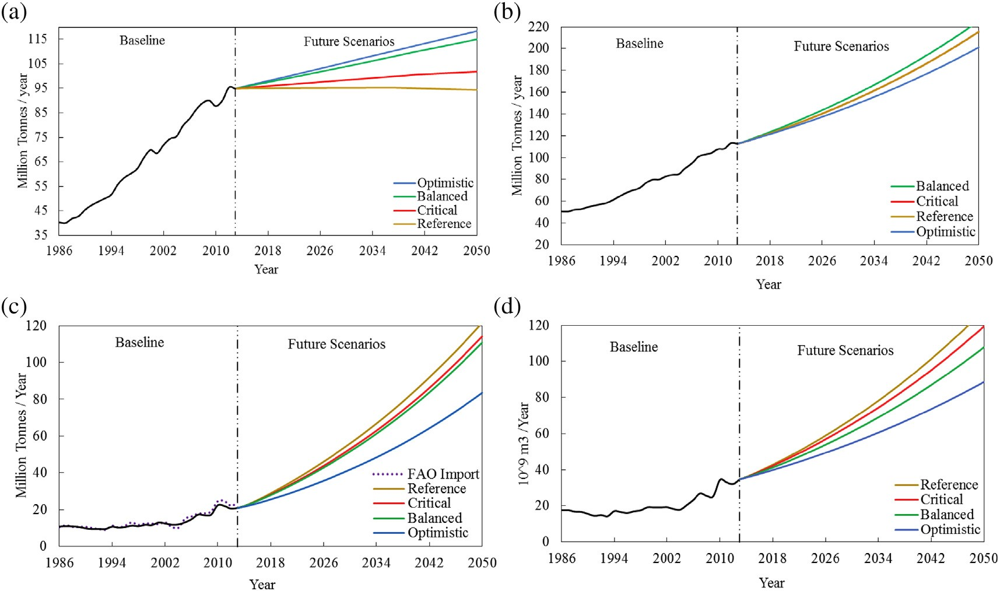 (a)
Million Tonnes / year
115
105
95
85
75
65
55
45
35
Baseline
Future Scenarios
Optimistic
Balanced
Critical
Reference
1986 1994 2002 2010 2018 2026 2034 2042 2050
Year
(b)
Million Tonnes / year
220
200
180
160
140
120
100
80
60
40
20
Baseline
Future Scenarios
Balanced
Critical
Reference
Optimistic
1986 1994 2002 2010 2018 2026 2034 2042 2050
Year
(c)
Million Tonnes / Year
120
100
80
60
40
20
0
Baseline
Future Scenarios
FAO Import
Reference
Critical
Balanced
Optimistic
1986 1994 2002 2010 2018 2026 2034 2042 2050
Year
(d)
10^9 m3 /Year
120
100
80
60
40
20
0
Baseline
Future Scenarios
Reference
Critical
Balanced
Optimistic
1986 1994 2002 2010 2018 2026 2034 2042 2050
Year